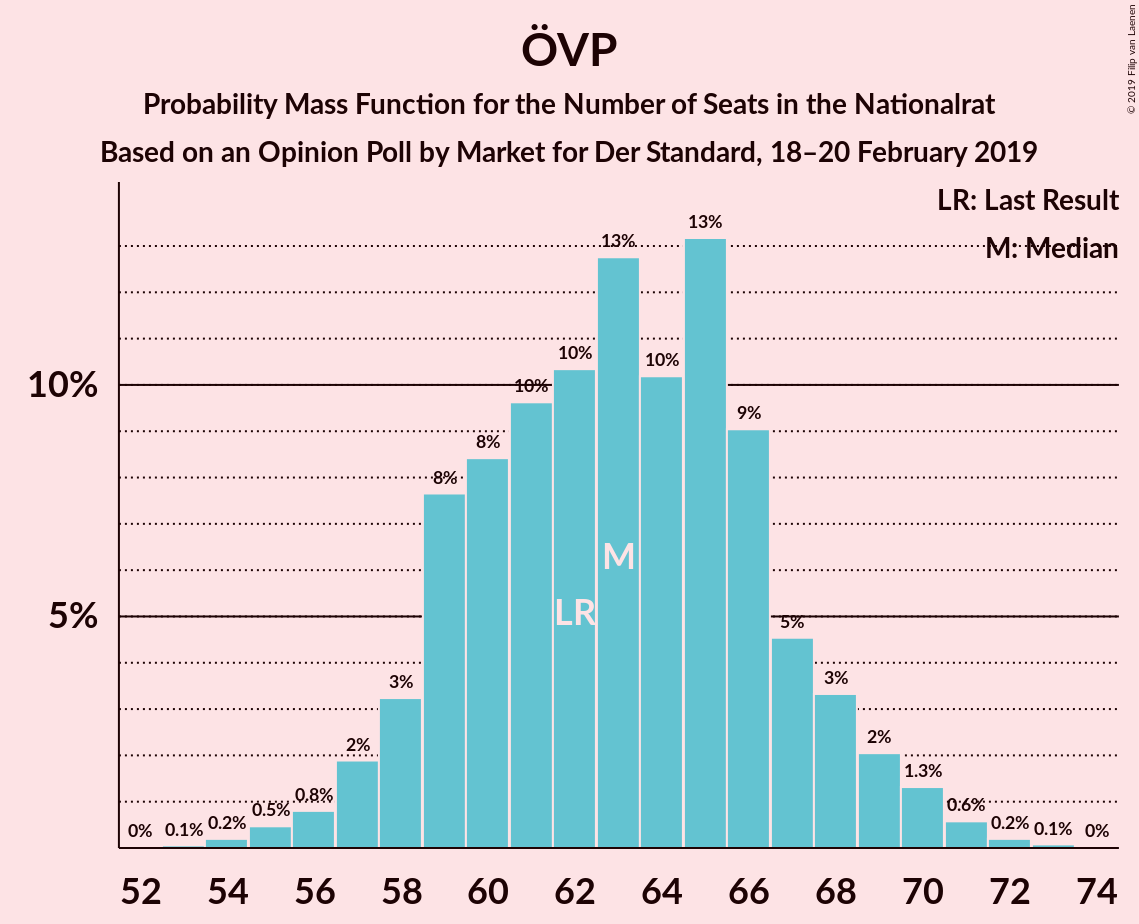 © 2019 Filip van Laenen
ÖVP
Probability Mass Function for the Number of Seats in the Nationalrat
Based on an Opinion Poll by Market for Der Standard, 18–20 February 2019
LR: Last Result
M: Median
10%
5%
0%
0.1%
0.2%
0.5%
0.8%
2%
3%
8%
8%
10%
10%
13%
10%
13%
9%
5%
3%
2%
1.3%
0.6%
0.2%
0.1%
0%
LR
M
52 54 56 58 60 62 64 66 68 70 72 74